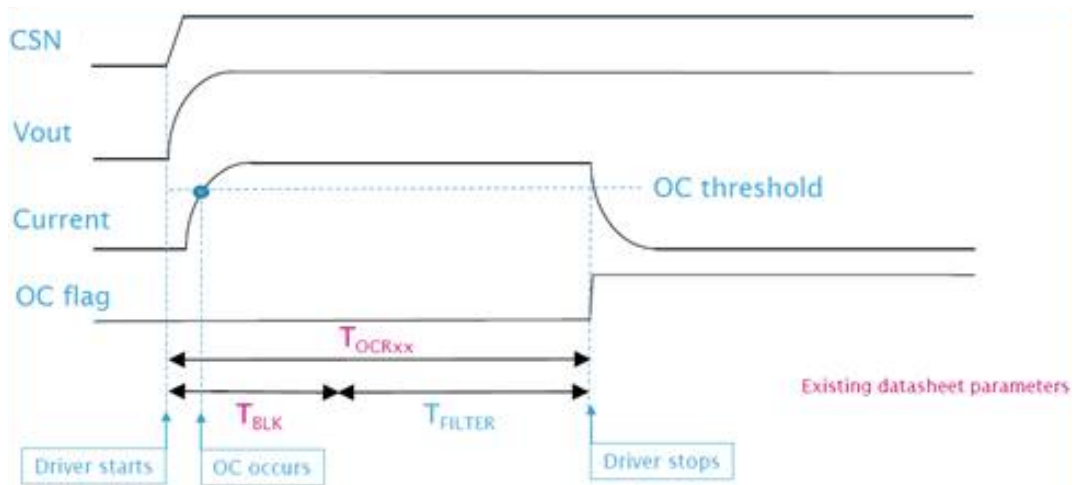 CSN
Vout
OC threshold
Current
OC flag
TOCRxx
Existing datasheet parameters
TBLK
TFILTER
Driver starts
OC occurs
Driver stops